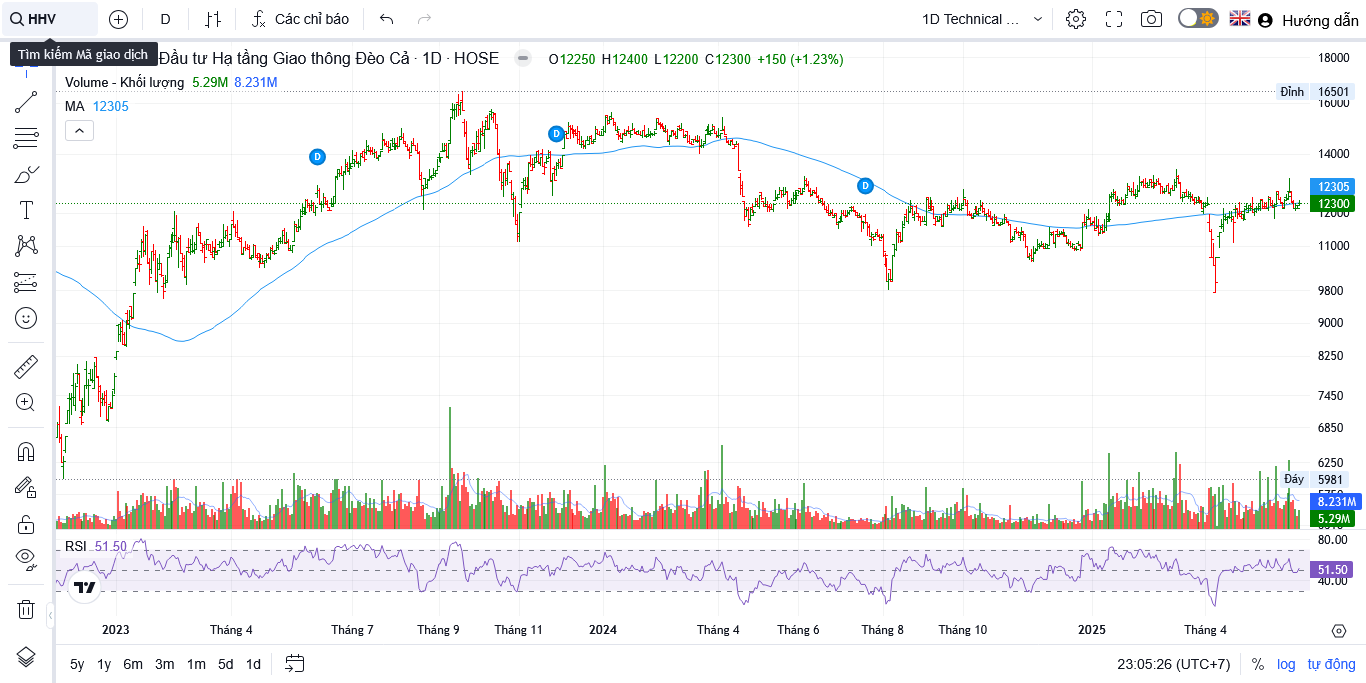 HHV D Các chỉ báo 1D Technical ... Hướng dẫn
Tìm kiếm Mã giao dịch
Đầu tư Hạ tầng Giao thông Đèo Cả · 1D · HOSE O12250 H12400 L12200 C12300 +150 (+1.23%)
Volume - Khối lượng 5.29M 8.231M
MA 12305
18000
Đỉnh 16501
16000
14000
12305
12300
12000
11000
9800
9000
8250
7450
6850
6250
Đáy 5981
8.231M
5.29M
D
D
D
RSI 51.50
80.00
51.50
40.00
2023 Tháng 4 Tháng 7 Tháng 9 Tháng 11 2024 Tháng 4 Tháng 6 Tháng 8 Tháng 10 2025 Tháng 4
5y 1y 6m 3m 1m 5d 1d 23:05:26 (UTC+7) % log tự động